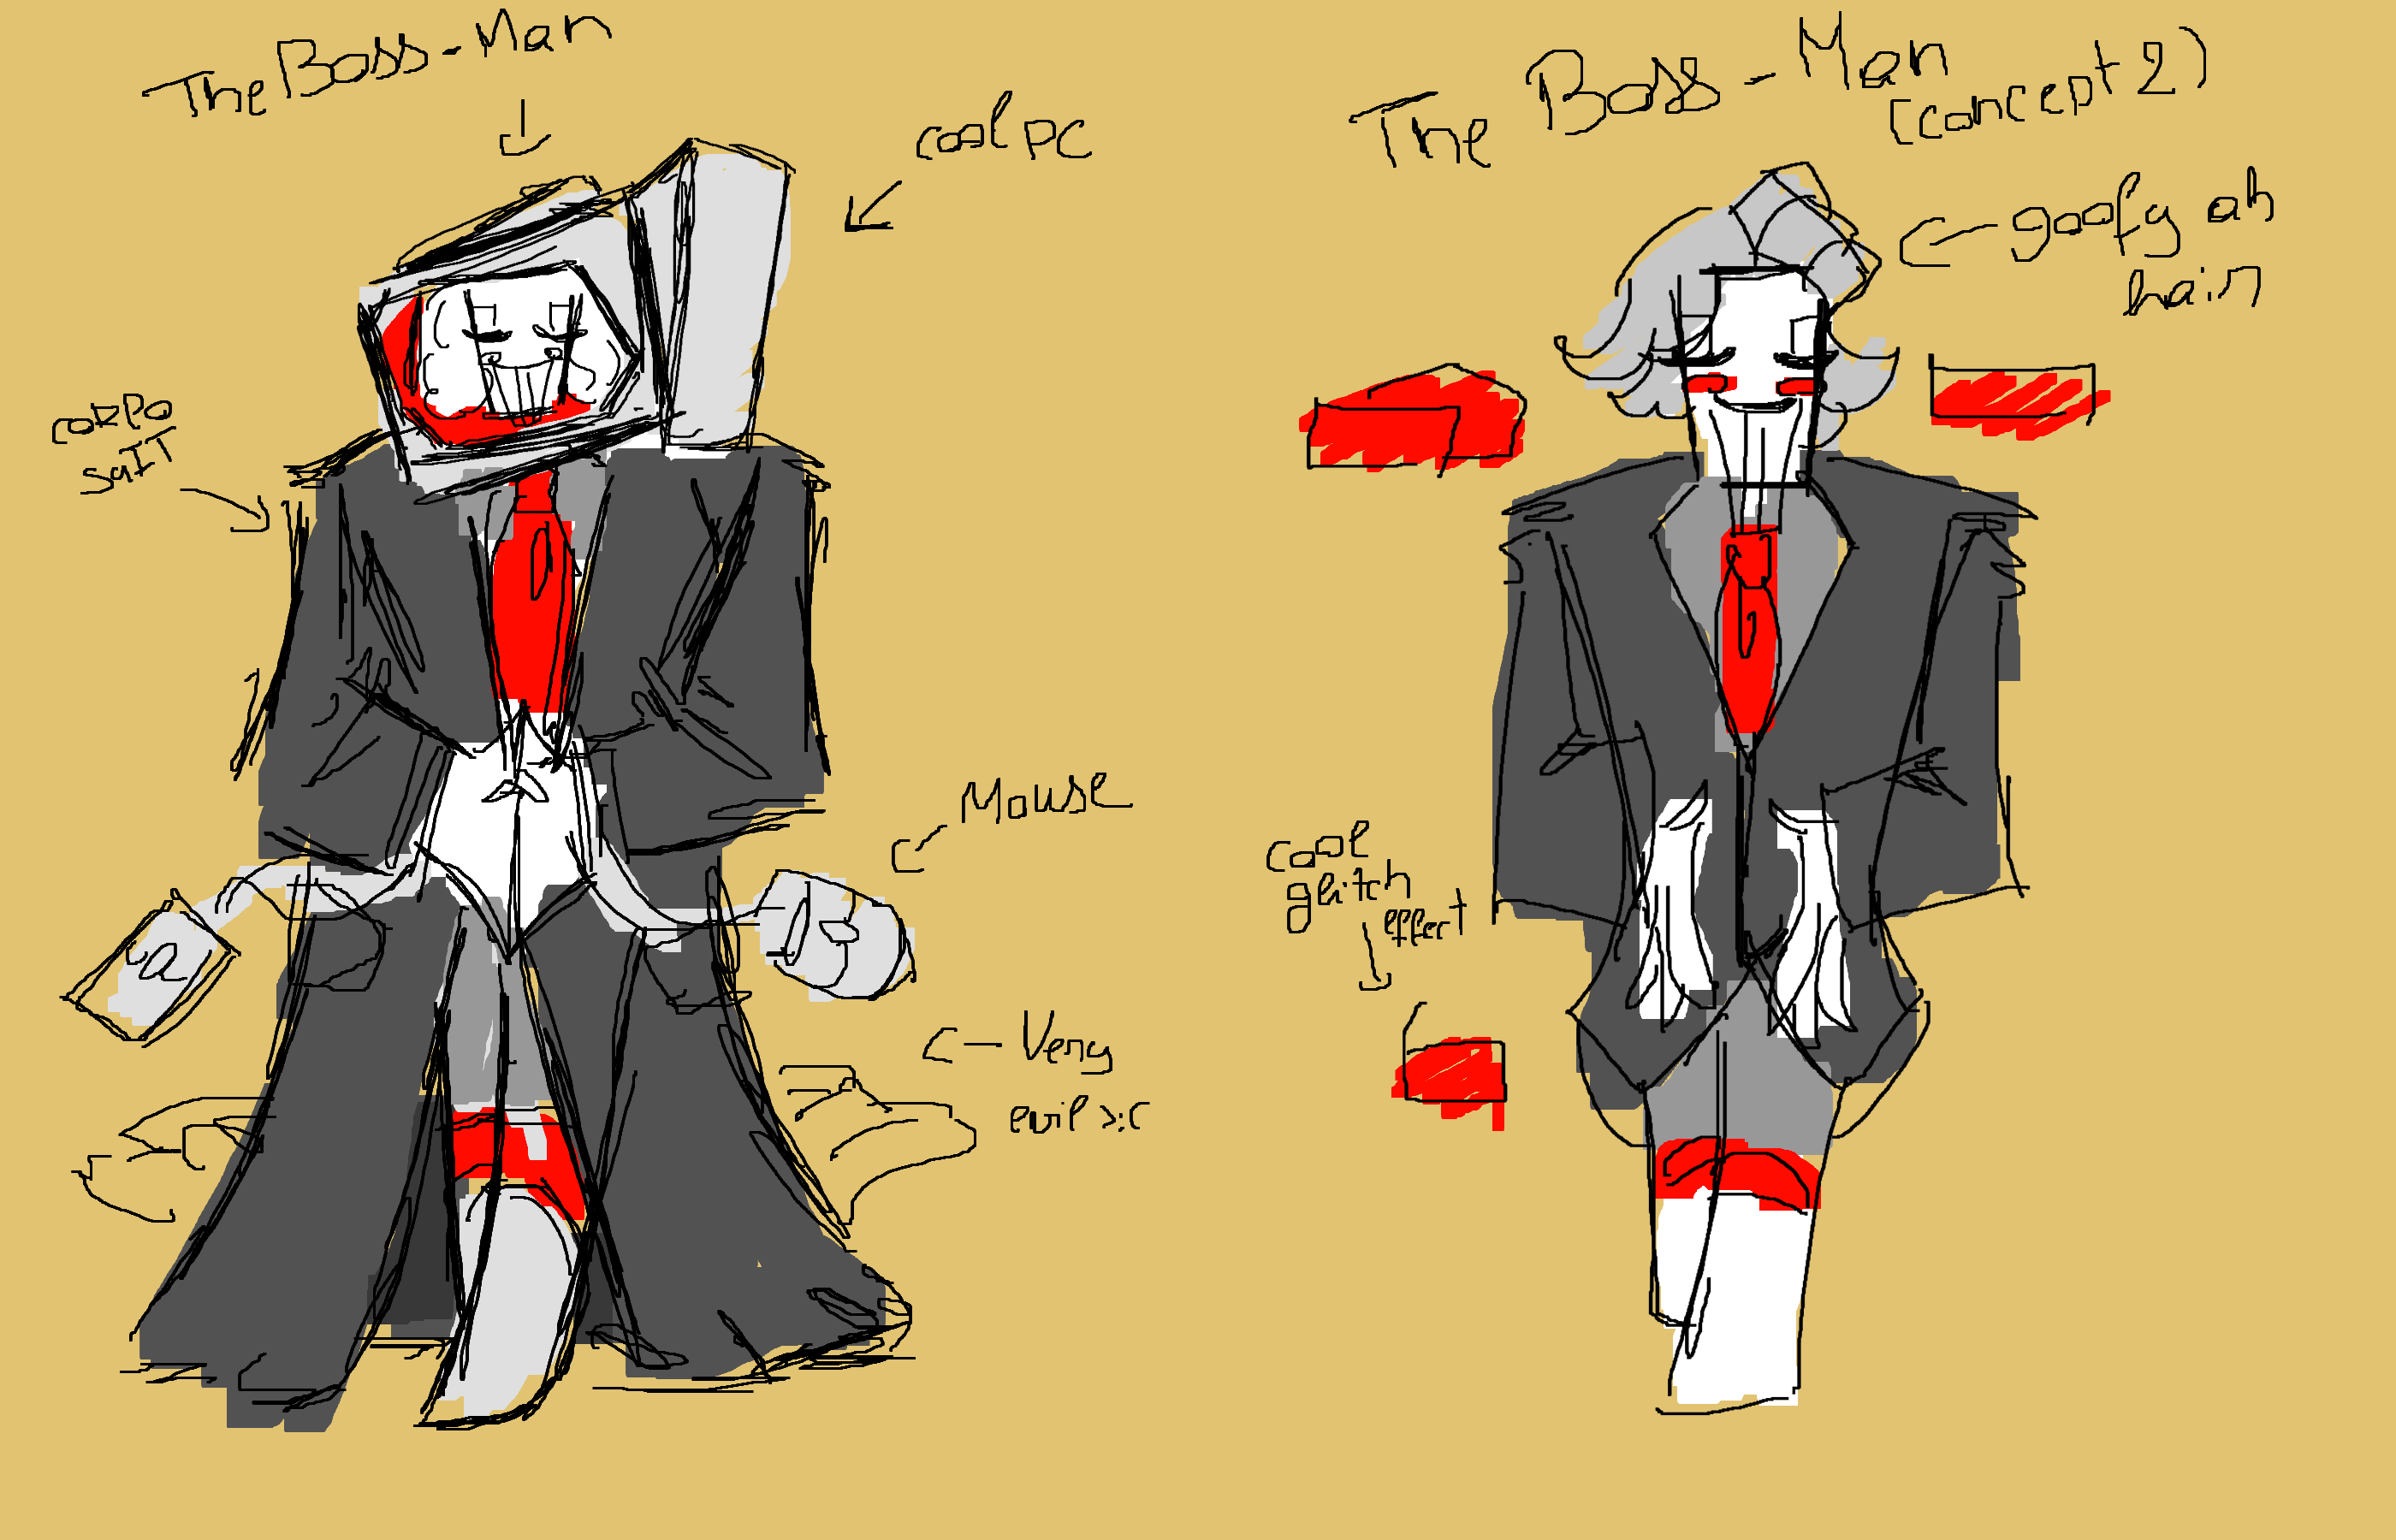 The Boss-Man
cool PC
corpo
suit
Mouse
Very
evil >:c
The Boss-Man
(concept 2)
goofy ah
hair
cool
glitch
effect